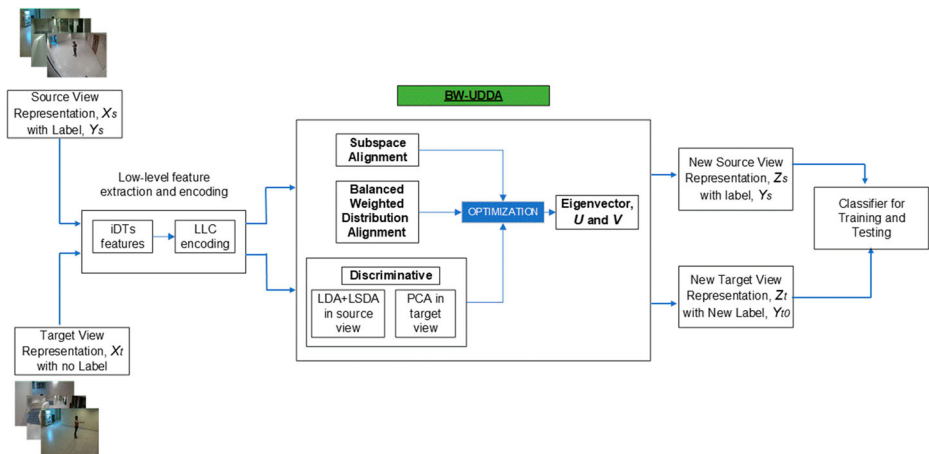 Source View
Representation, Xs
with Label, Ys
Low-level feature
extraction and encoding
iDTs
features
LLC
encoding
Target View
Representation, Xt
with no Label
BW-UDDA
Subspace
Alignment
Balanced
Weighted
Distribution
Alignment
OPTIMIZATION
Eigenvector,
U and V
Discriminative
LDA+LSDA
in source
view
PCA in
target
view
New Source View
Representation, Zs
with label, Ys
New Target View
Representation, Zt
with New Label, Yt0
Classifier for
Training and
Testing